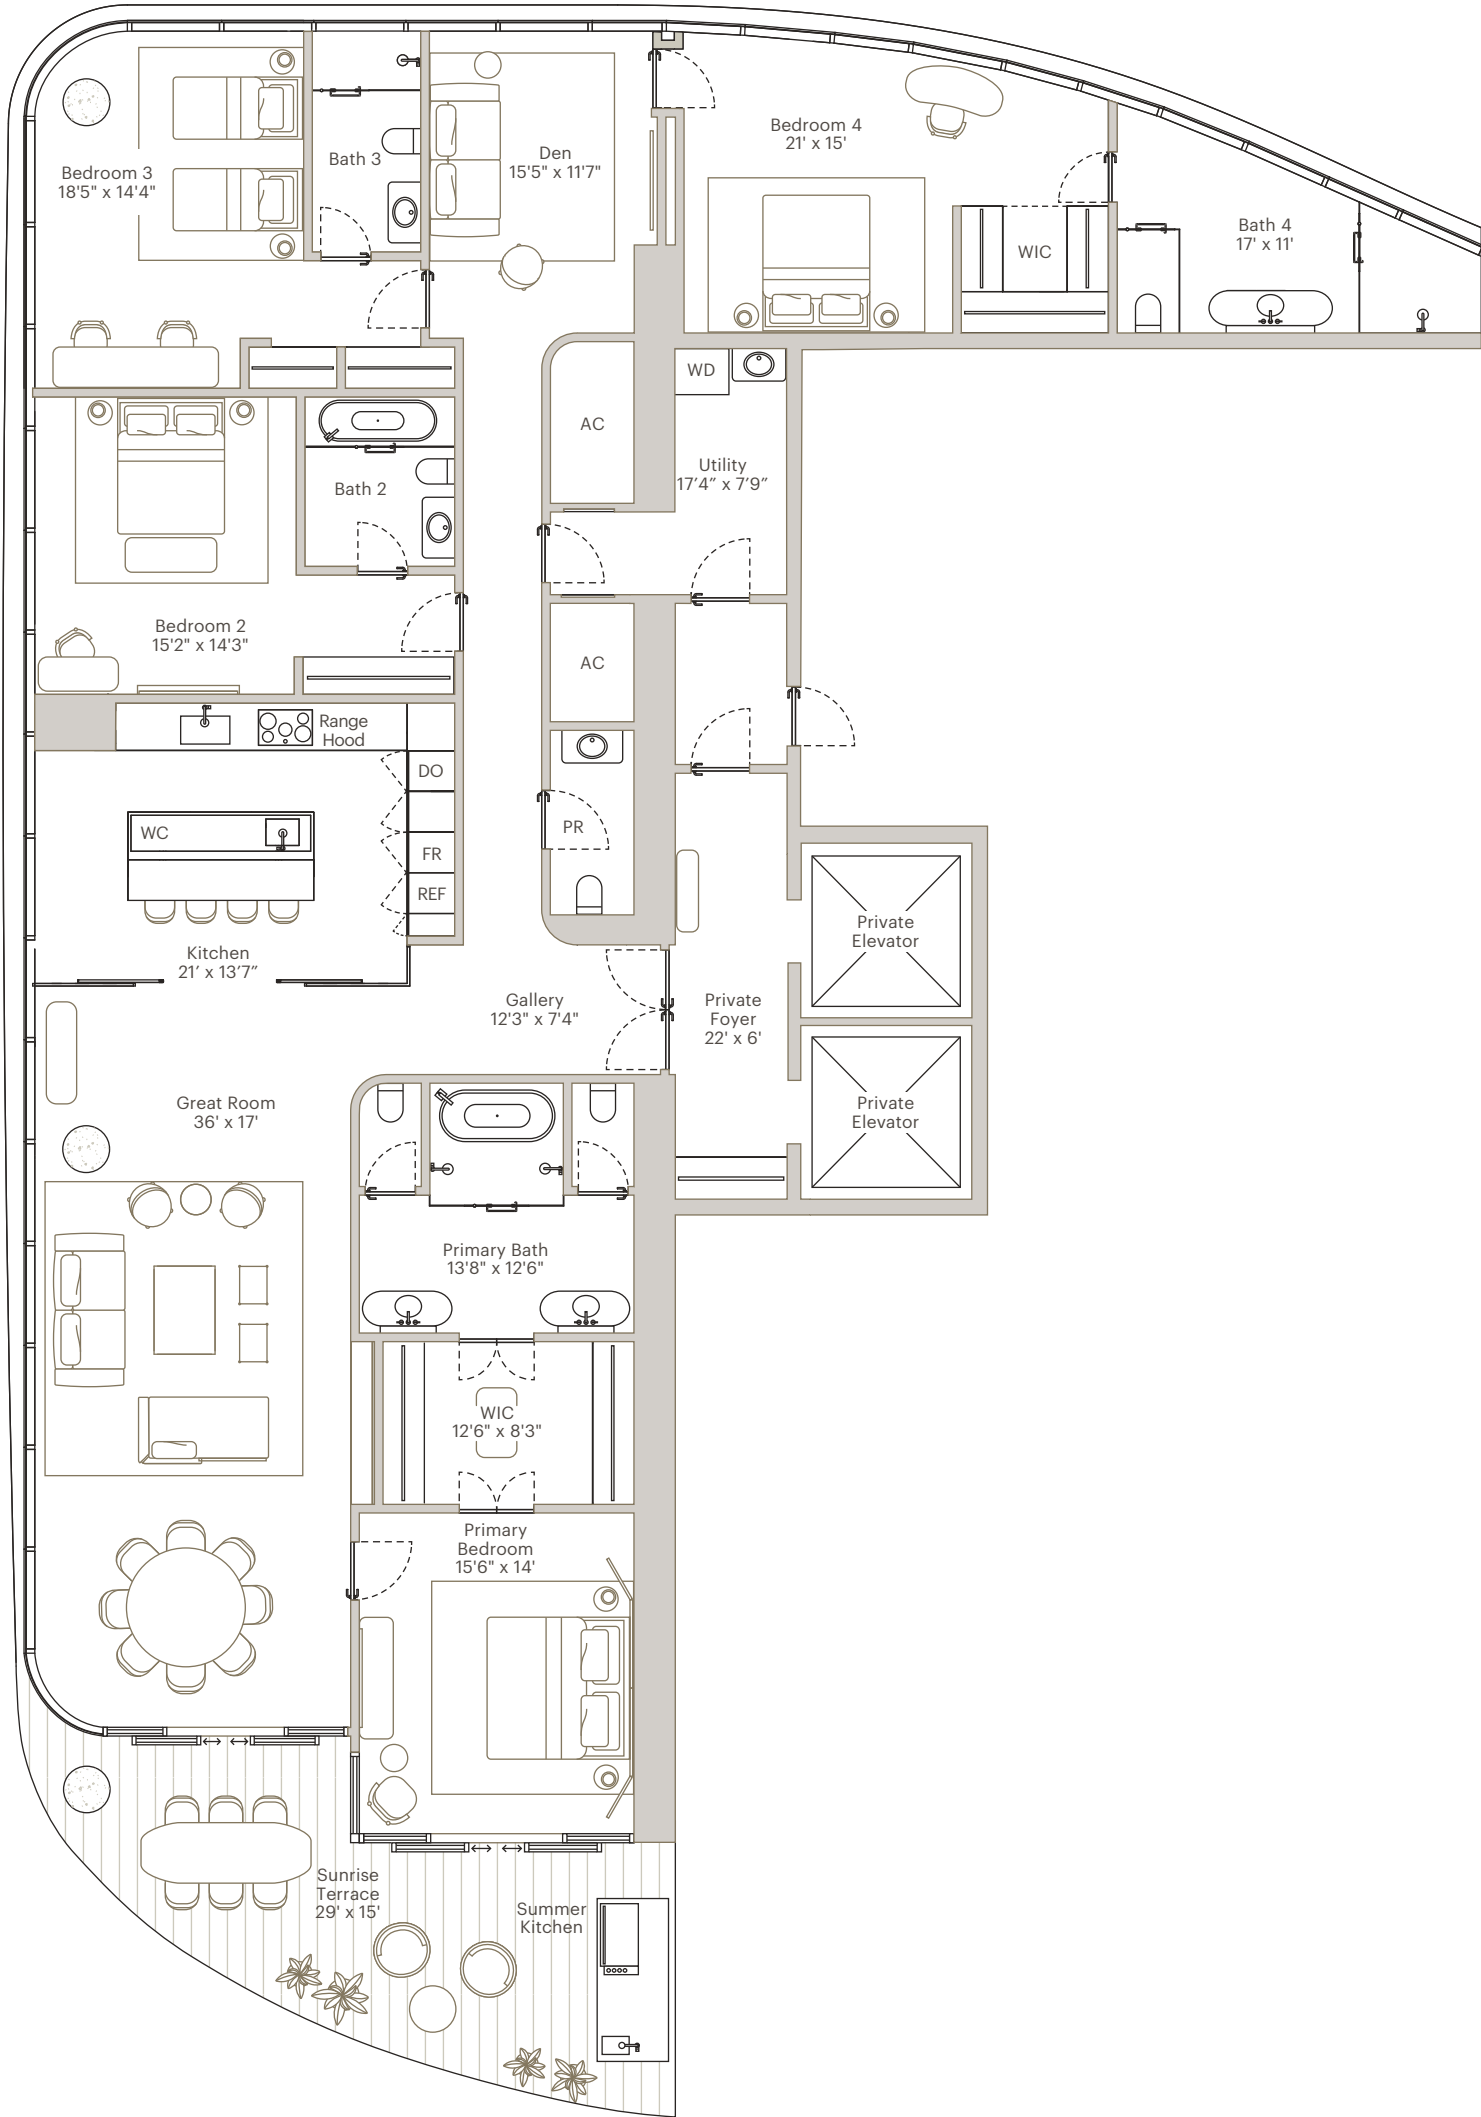 Bedroom 3
18'5" x 14'4"
Bath 3
Den
15'5" x 11'7"
Bedroom 4
21' x 15'
WIC
Bath 4
17' x 11'
WD
AC
Utility
17’4” x 7’9”
Bath 2
Bedroom 2
15'2" x 14'3"
AC
Range
Hood
DO
WC
FR
REF
PR
Kitchen
21’ x 13’7”
Private
Elevator
Gallery
12'3" x 7'4"
Private
Foyer
22' x 6'
Private
Elevator
Great Room
36' x 17'
Primary Bath
13'8" x 12'6"
WIC
12'6" x 8'3"
Primary
Bedroom
15'6" x 14'
Sunrise
Terrace
29' x 15'
Summer
Kitchen